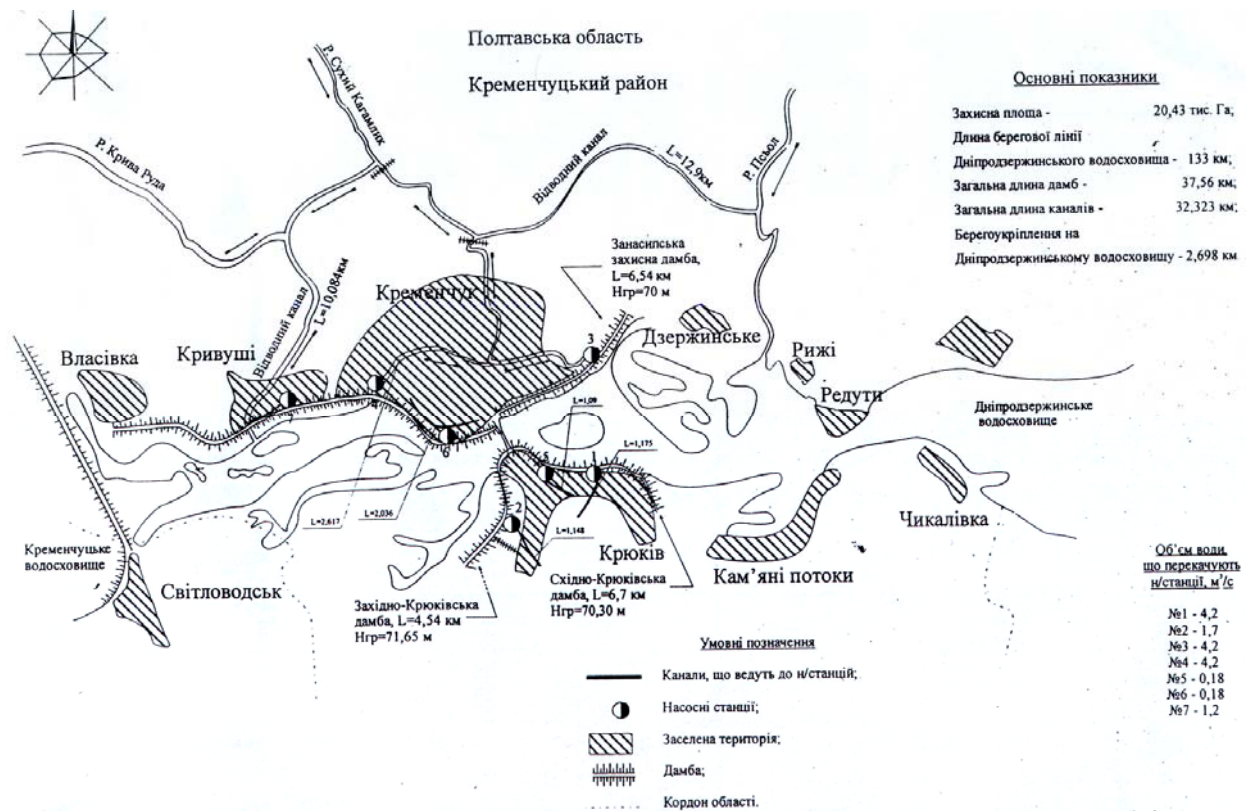 Полтавська область
Кременчуцький район
Основні показники
Захисна площа - 20,43 тис. Га;
Длина берегової лінії
Дніпродзержинського водосховища - 133 км;
Загальна длина дамб - 37,56 км;
Загальна длина каналів - 32,323 км;
Берегоукріплення на
Дніпродзержинському водосховищу - 2,698 км
Р. Сухий Кагамлик
Р. Крива Руда
Відводний канал
L=12,9км
Р. Псьол
Відводний канал
L=10,084км
Занасипська
захисна дамба,
L=6,54 км
Нгр=70 м
Кременчук
Власівка
Кривуші
Дзержинське
Рижі
Редути
Дніпродзержинське
водосховище
3
4
7
6
5
1
2
L=1,09
L=1,175
L=2,617
L=2,036
L=1,148
Кременчуцьке
водосховище
Світловодськ
Крюків
Кам’яні потоки
Чикалівка
Західно-Крюківська
дамба, L=4,54 км
Нгр=71,65 м
Східно-Крюківська
дамба, L=6,7 км
Нгр=70,30 м
Об’єм води,
що перекачують
н/станції, м³/с
№1 - 4,2
№2 - 1,7
№3 - 4,2
№4 - 4,2
№5 - 0,18
№6 - 0,18
№7 - 1,2
Умовні позначення
Канали, що ведуть до н/станцій;
Насосні станції;
Заселена територія;
Дамба;
Кордон області.